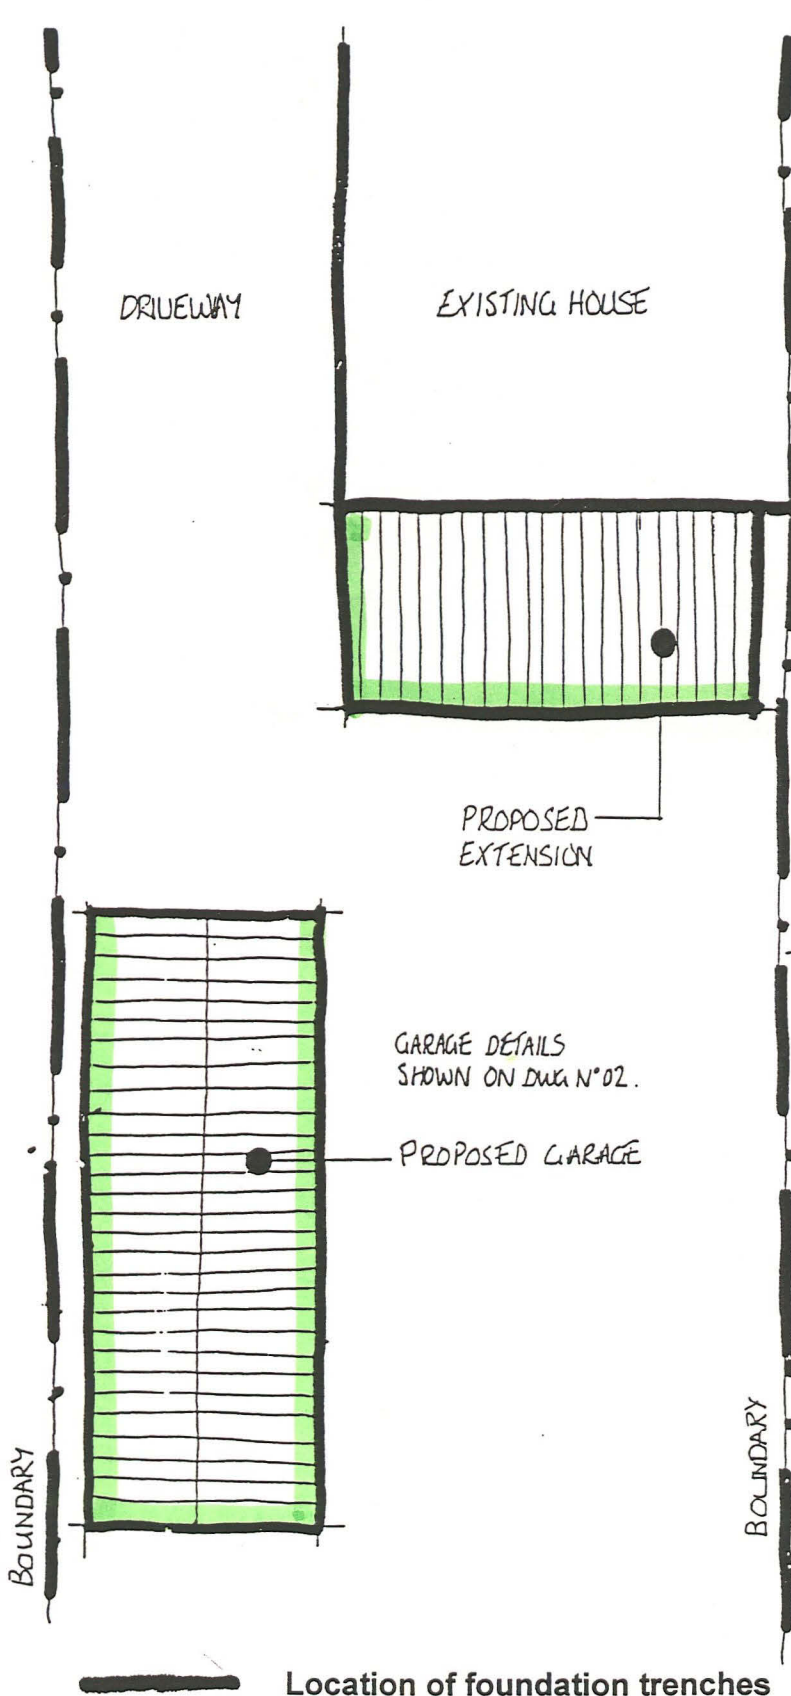 DRIVEWAY
EXISTING HOUSE
PROPOSED
EXTENSION
GARAGE DETAILS
SHOWN ON DWG N°02.
PROPOSED GARAGE
BOUNDARY
BOUNDARY
Location of foundation trenches